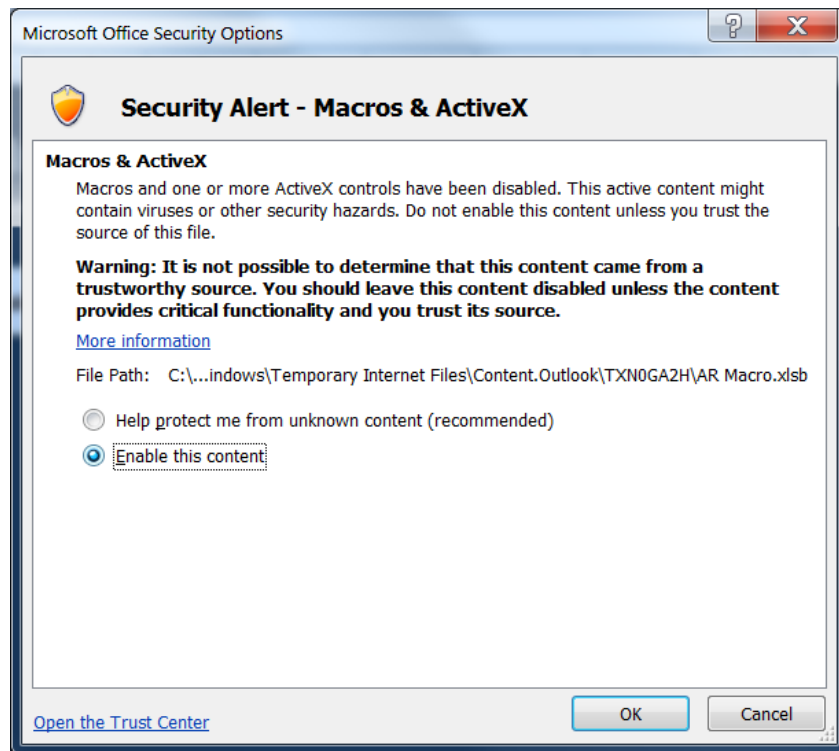 Microsoft Office Security Options
Security Alert - Macros & ActiveX
Macros & ActiveX
Macros and one or more ActiveX controls have been disabled. This active content might
contain viruses or other security hazards. Do not enable this content unless you trust the
source of this file.
Warning: It is not possible to determine that this content came from a
trustworthy source. You should leave this content disabled unless the content
provides critical functionality and you trust its source.
More information
File Path: C:\...indows\Temporary Internet Files\Content.Outlook\TXN0GA2H\AR Macro.xlsb
Help protect me from unknown content (recommended)
Enable this content
Open the Trust Center
OK
Cancel